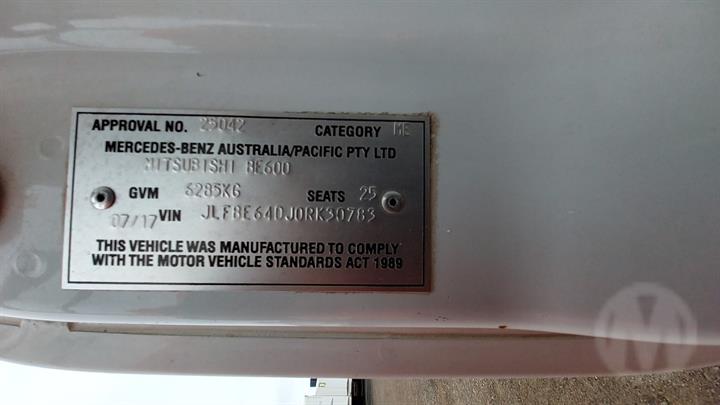 APPROVAL NO. 25042 CATEGORY ME
MERCEDES-BENZ AUSTRALIA/PACIFIC PTY LTD
MITSUBISHI BE600
GVM 6285KG SEATS 25
07/17 VIN JLFBE64DJ0RK30783
THIS VEHICLE WAS MANUFACTURED TO COMPLY
WITH THE MOTOR VEHICLE STANDARDS ACT 1989
M